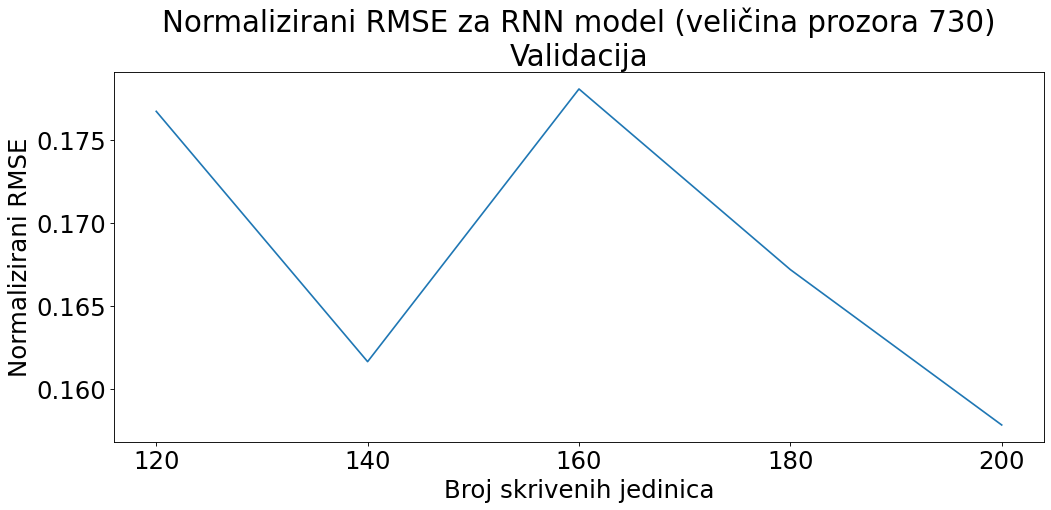 Normalizirani RMSE za RNN model (veličina prozora 730)
Validacija
Normalizirani RMSE
0.175
0.170
0.165
0.160
120 140 160 180 200
Broj skrivenih jedinica